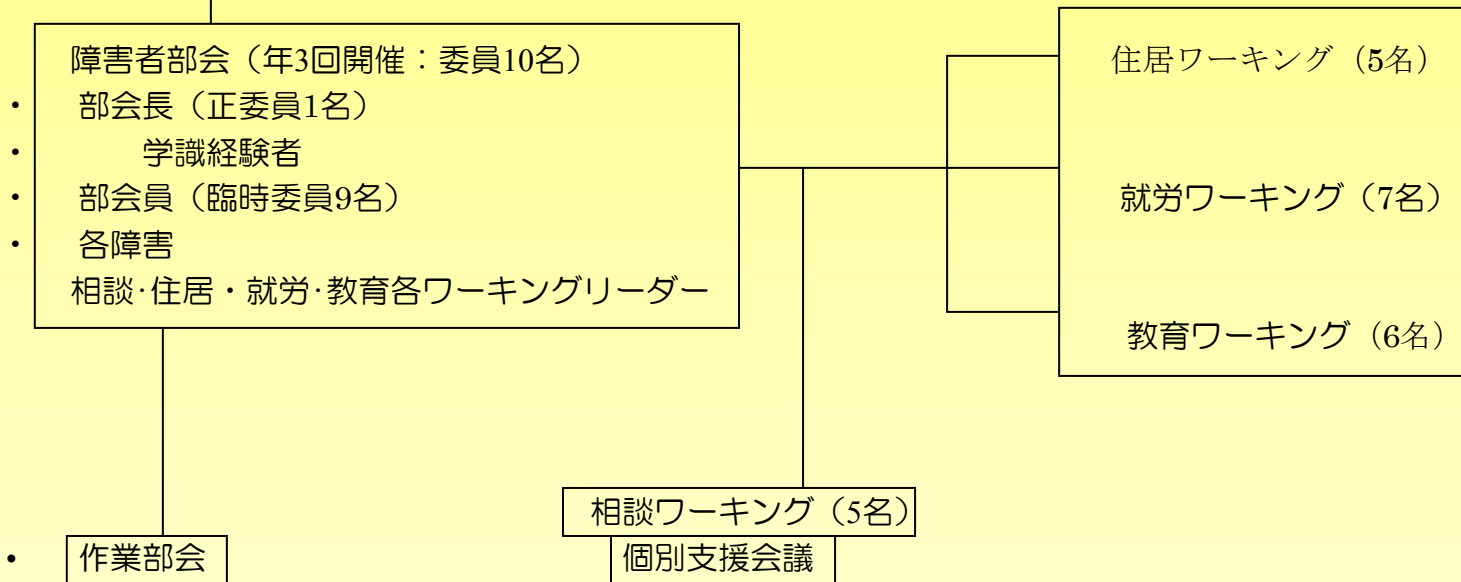 障害者部会（年3回開催：委員10名）
・ 部会長（正委員1名）
・ 学識経験者
・ 部会員（臨時委員9名）
・ 各障害
相談･住居・就労･教育各ワーキングリーダー
住居ワーキング（5名）
就労ワーキング（7名）
教育ワーキング（6名）
相談ワーキング（5名）
・ 作業部会
個別支援会議